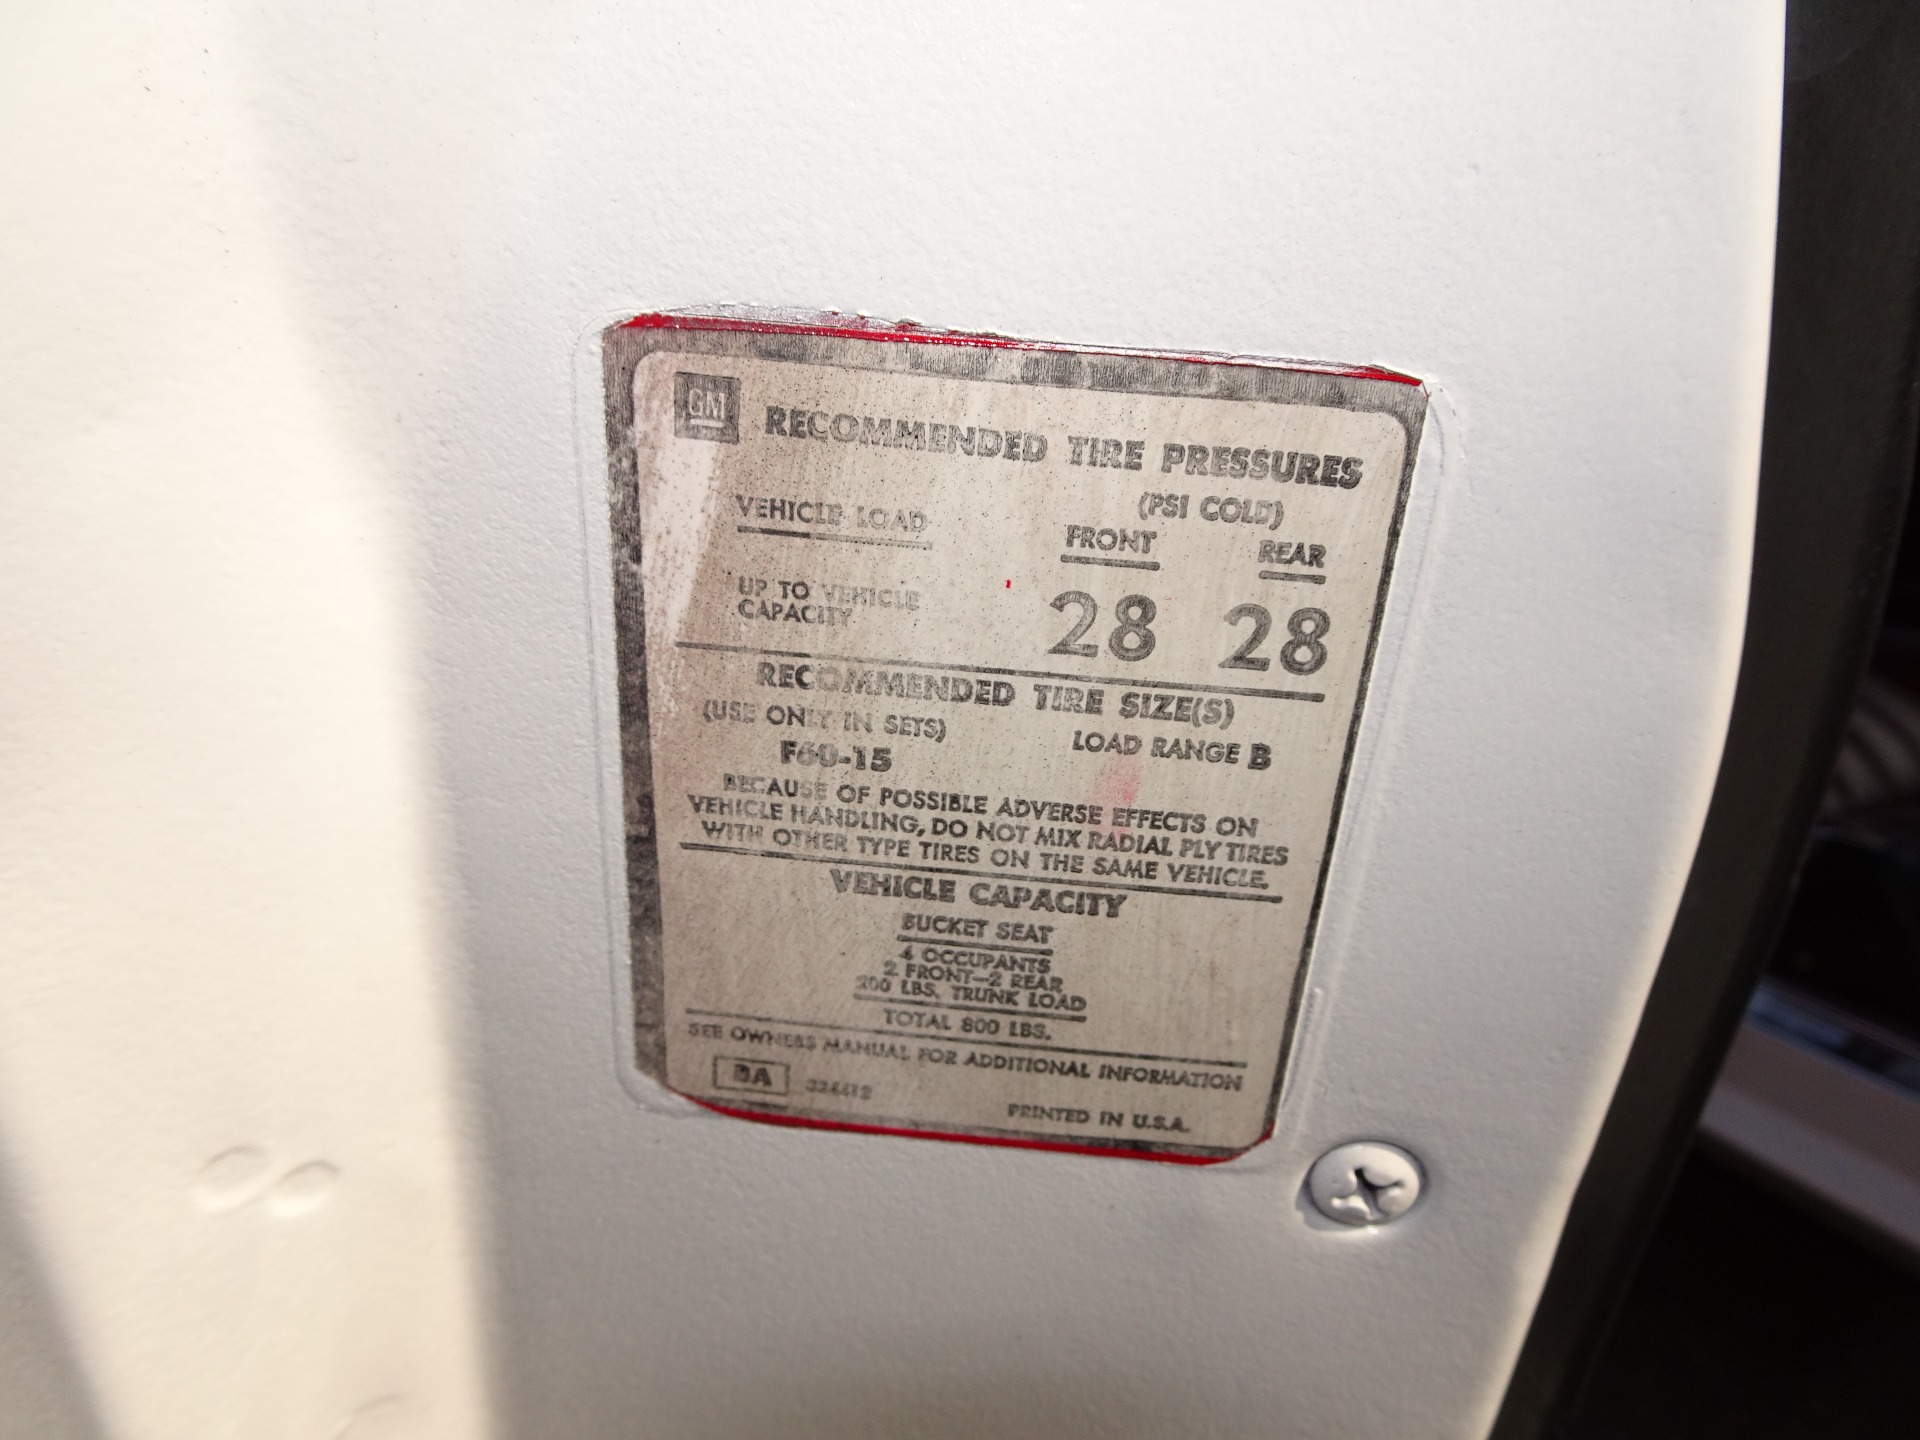 GM RECOMMENDED TIRE PRESSURES
VEHICLE LOAD (PSI COLD)
FRONT REAR
UP TO VEHICLE CAPACITY 28 28
RECOMMENDED TIRE SIZE(S)
(USE ONLY IN SETS) LOAD RANGE B
F60-15
BECAUSE OF POSSIBLE ADVERSE EFFECTS ON
VEHICLE HANDLING, DO NOT MIX RADIAL PLY TIRES
WITH OTHER TYPE TIRES ON THE SAME VEHICLE.
VEHICLE CAPACITY
BUCKET SEAT
4 OCCUPANTS
2 FRONT—2 REAR
200 LBS. TRUNK LOAD
TOTAL 800 LBS.
SEE OWNERS MANUAL FOR ADDITIONAL INFORMATION
PRINTED IN U.S.A.